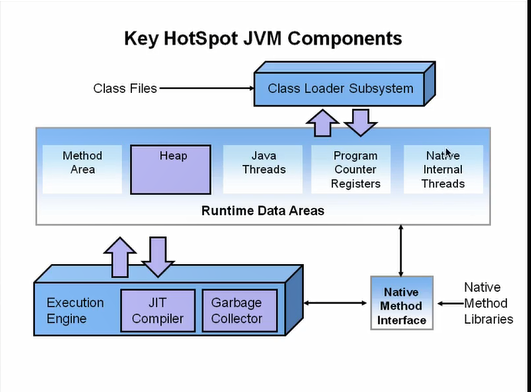 Key HotSpot JVM Components
Class Files
Class Loader Subsystem
Method
Area
Heap
Java
Threads
Program
Counter
Registers
Native
Internal
Threads
Runtime Data Areas
Execution
Engine
JIT
Compiler
Garbage
Collector
Native
Method
Interface
Native
Method
Libraries